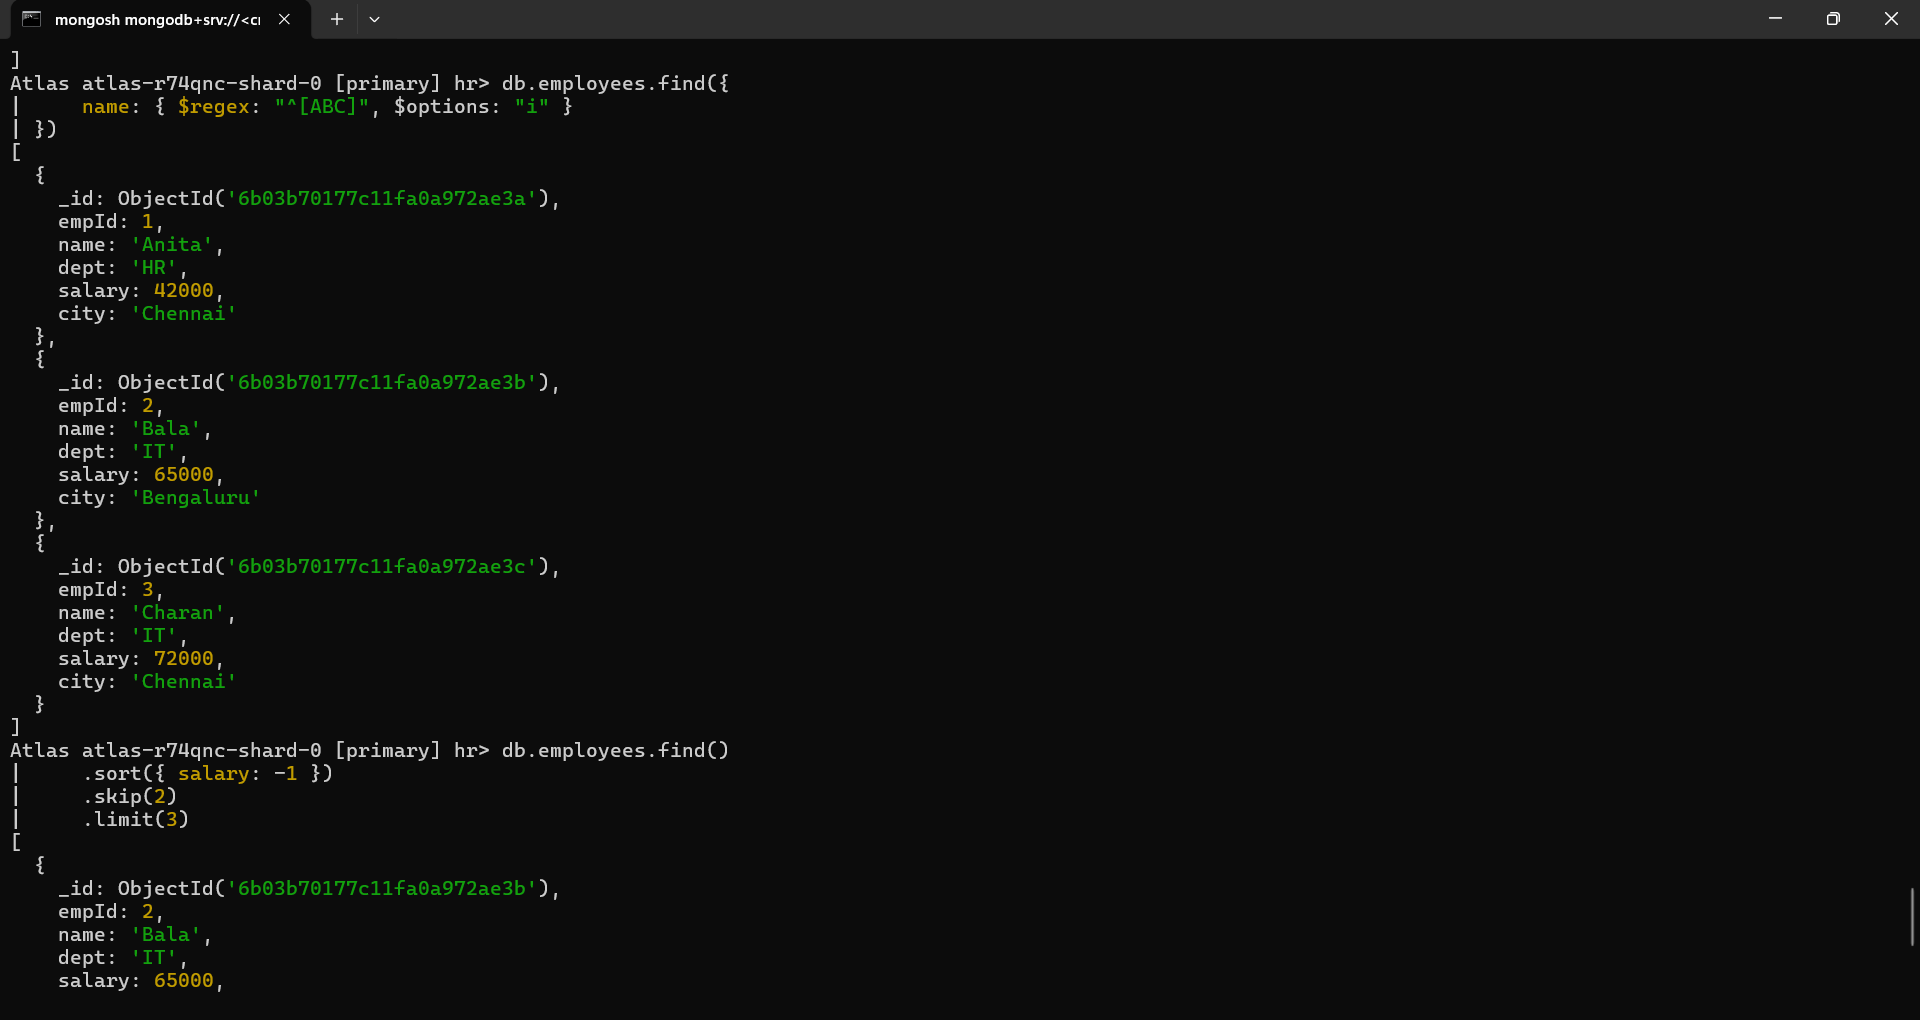 mongosh mongodb+srv://<cr
]
Atlas atlas-r74qnc-shard-0 [primary] hr> db.employees.find({
|     name: { $regex: "^[ABC]", $options: "i" }
| })
[
  {
    _id: ObjectId('6b03b70177c11fa0a972ae3a'),
    empId: 1,
    name: 'Anita',
    dept: 'HR',
    salary: 42000,
    city: 'Chennai'
  },
  {
    _id: ObjectId('6b03b70177c11fa0a972ae3b'),
    empId: 2,
    name: 'Bala',
    dept: 'IT',
    salary: 65000,
    city: 'Bengaluru'
  },
  {
    _id: ObjectId('6b03b70177c11fa0a972ae3c'),
    empId: 3,
    name: 'Charan',
    dept: 'IT',
    salary: 72000,
    city: 'Chennai'
  }
]
Atlas atlas-r74qnc-shard-0 [primary] hr> db.employees.find()
|     .sort({ salary: -1 })
|     .skip(2)
|     .limit(3)
[
  {
    _id: ObjectId('6b03b70177c11fa0a972ae3b'),
    empId: 2,
    name: 'Bala',
    dept: 'IT',
    salary: 65000,